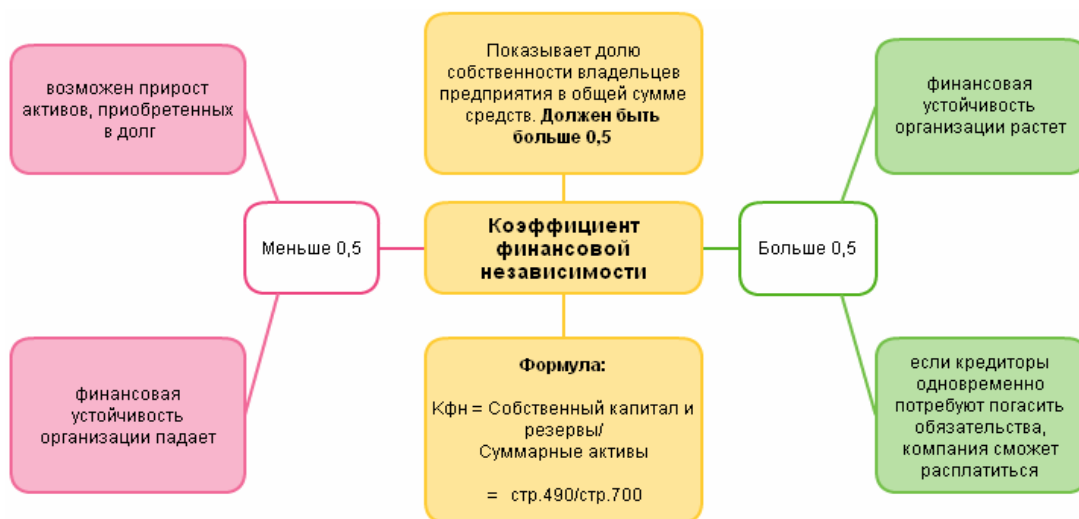 возможен прирост
активов, приобретенных
в долг
Показывает долю
собственности владельцев
предприятия в общей сумме
средств. Должен быть
больше 0,5
финансовая
устойчивость
организации растет
Меньше 0,5
Коэффициент
финансовой
независимости
Больше 0,5
финансовая
устойчивость
организации падает
Формула:
Кфн = Собственный капитал и
резервы/
Суммарные активы
= стр.490/стр.700
если кредиторы
одновременно
потребуют погасить
обязательства,
компания сможет
расплатиться